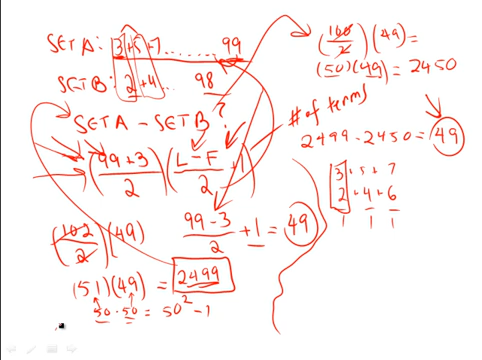 SET A: 3+5+7 ...... 99
SET B: 2+4 ...... 98
SET A - SET B ?
(99+3/2)(L-F/2 + 1) # of terms
99-3/2 + 1 = 49
(102/2)(49)
(51)(49) = 2499
50 · 50 = 50² - 1
(100/2)(49) =
(50)(49) = 2450
2499 - 2450 = 49
3 + 5 + 7
2 + 4 + 6
1 1 1